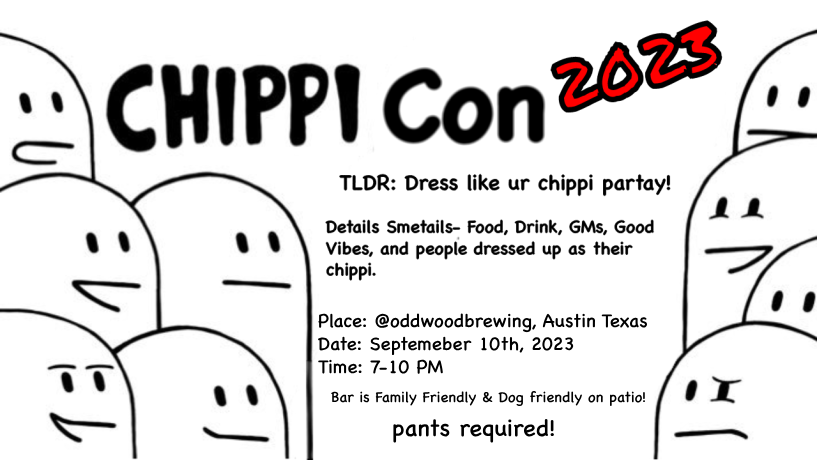 CHIPPI Con 2023
TLDR: Dress like ur chippi partay!
Details Smetails- Food, Drink, GMs, Good
Vibes, and people dressed up as their
chippi.
Place: @oddwoodbrewing, Austin Texas
Date: Septemeber 10th, 2023
Time: 7-10 PM
Bar is Family Friendly & Dog friendly on patio!
pants required!